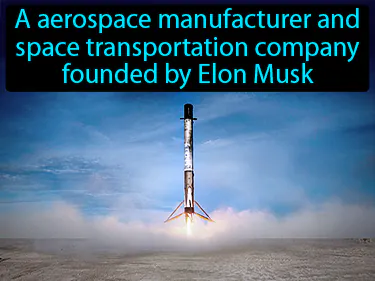 A aerospace manufacturer and
space transportation company
founded by Elon Musk